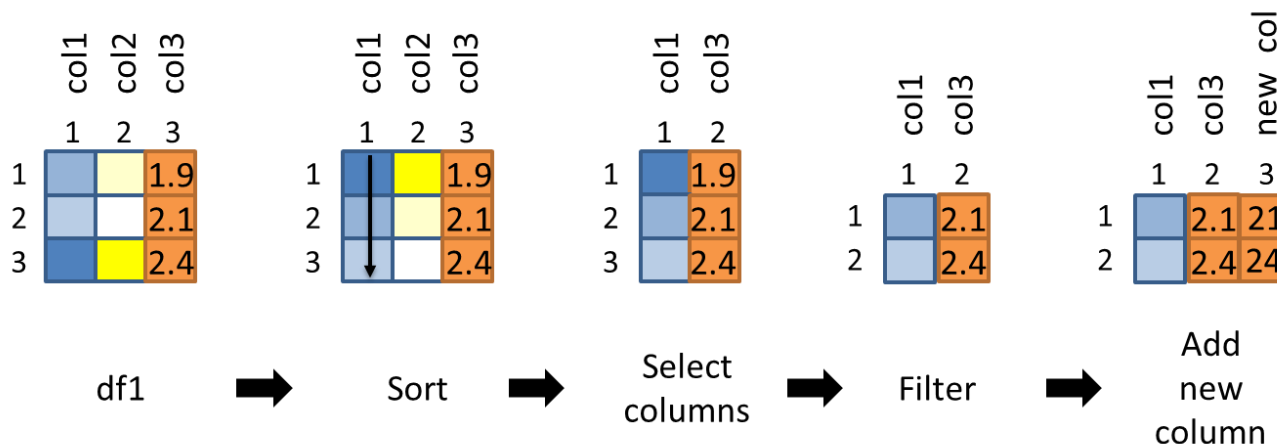 col1 col2 col3
1 2 3
1 1.9
2 2.1
3 2.4
df1
col1 col2 col3
1 2 3
1 1.9
2 2.1
3 2.4
Sort
col1 col3
1 2
1 1.9
2 2.1
3 2.4
Select
columns
col1 col3
1 2
1 2.1
2 2.4
Filter
col1 col3 new col
1 2 3
1 2.1 21
2 2.4 24
Add
new
column